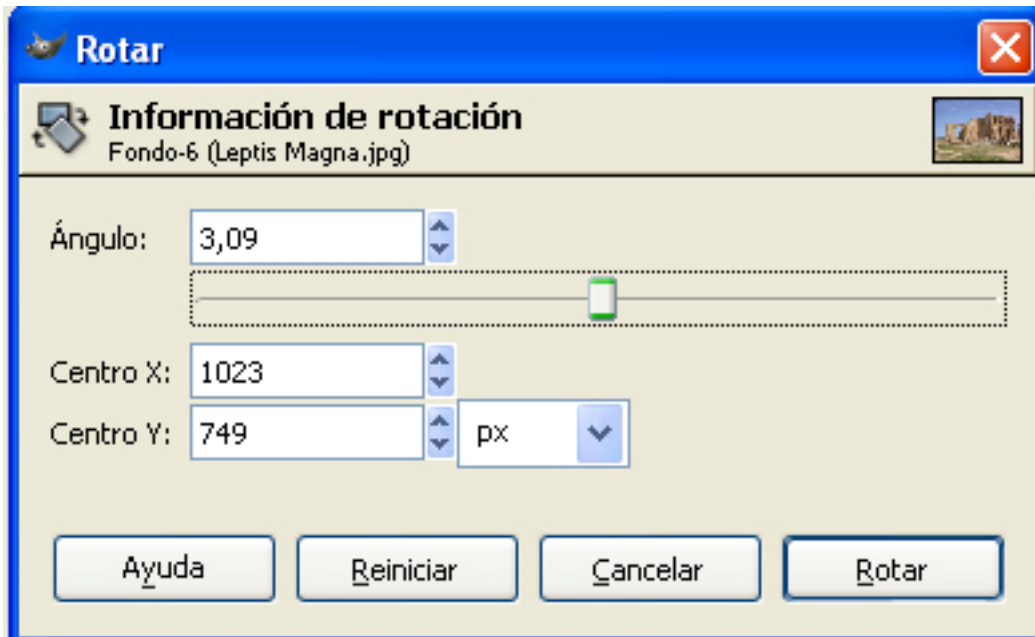 Rotar
Información de rotación
Fondo-6 (Leptis Magna.jpg)
Ángulo: 3,09
Centro X: 1023
Centro Y: 749 px
Ayuda Reiniciar Cancelar Rotar